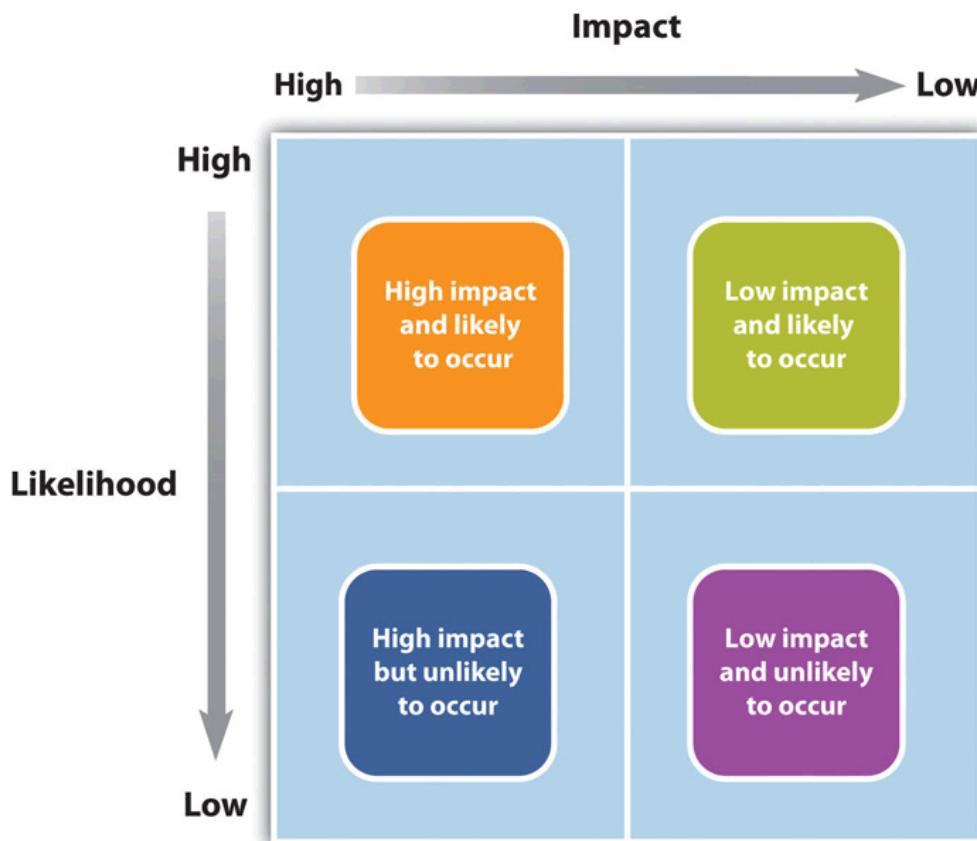 Impact
High
Low
High
High impact
and likely
to occur
Low impact
and likely
to occur
Likelihood
High impact
but unlikely
to occur
Low impact
and unlikely
to occur
Low